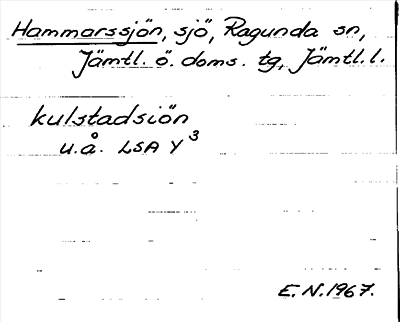 Hammarssjön, sjö, Ragunda sn,
Jämtl. ö. doms. tg, Jämtl.l.
kulstadsiön
u.å. LSA Y 3
E.N.1967.